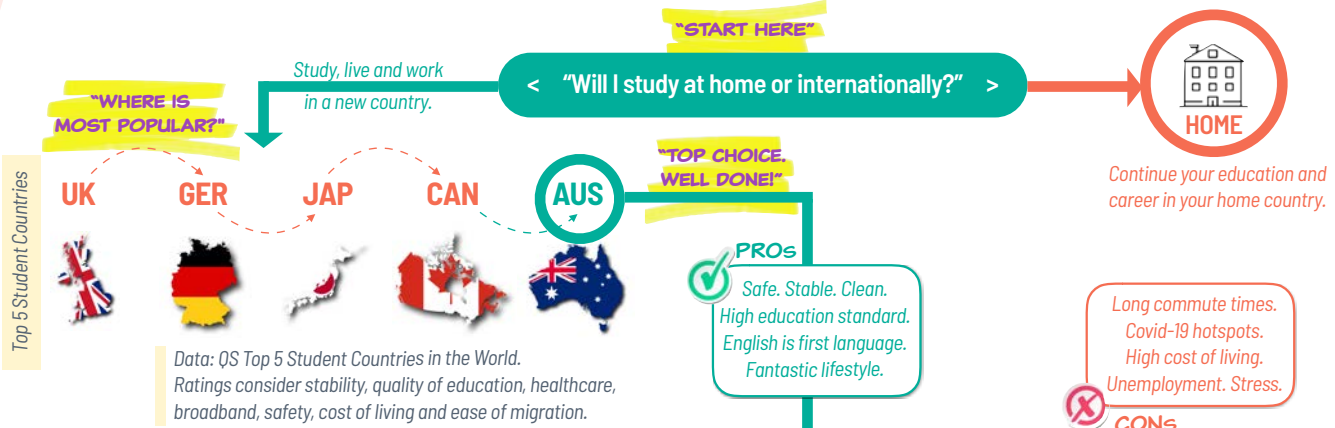 "START HERE"
< "Will I study at home or internationally?" >
Study, live and work
in a new country.
"WHERE IS
MOST POPULAR?"
HOME
Continue your education and
career in your home country.
Top 5 Student Countries
UK GER JAP CAN AUS
"TOP CHOICE.
WELL DONE!"
PROs
Safe. Stable. Clean.
High education standard.
English is first language.
Fantastic lifestyle.
Data: QS Top 5 Student Countries in the World.
Ratings consider stability, quality of education, healthcare,
broadband, safety, cost of living and ease of migration.
Long commute times.
Covid-19 hotspots.
High cost of living.
Unemployment. Stress.
CONs